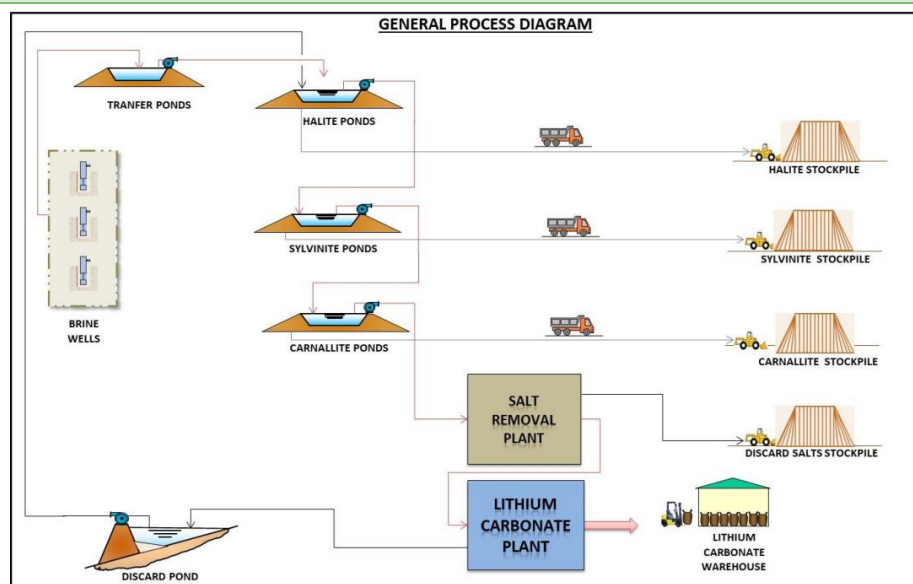 GENERAL PROCESS DIAGRAM
TRANFER PONDS
HALITE PONDS
HALITE STOCKPILE
SYLVINITE PONDS
SYLVINITE STOCKPILE
BRINE
WELLS
CARNALLITE PONDS
CARNALLITE STOCKPILE
SALT
REMOVAL
PLANT
DISCARD SALTS STOCKPILE
LITHIUM
CARBONATE
PLANT
LITHIUM
CARBONATE
WAREHOUSE
DISCARD POND